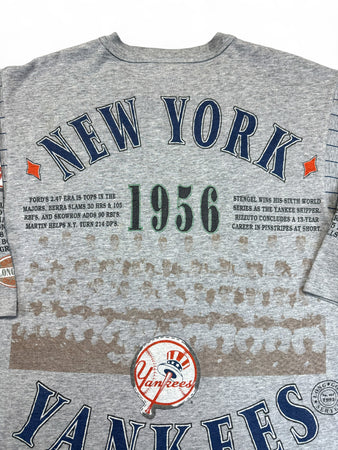 NEW YORK
FORD'S 2.47 ERA IS TOPS IN THE
MAJORS. BERRA SLAMS 30 HRS & 105
RBI'S, AND SKOWRON ADDS 90 RBI'S.
MARTIN HELPS N.Y. TURN 214 DP'S.
1956
STENGEL WINS HIS SIXTH WORLD
SERIES AS THE YANKEE SKIPPER.
RIZZUTO CONCLUDES A 13-YEAR
CAREER IN PINSTRIPES AT SHORT.
Yankees
YANKEES